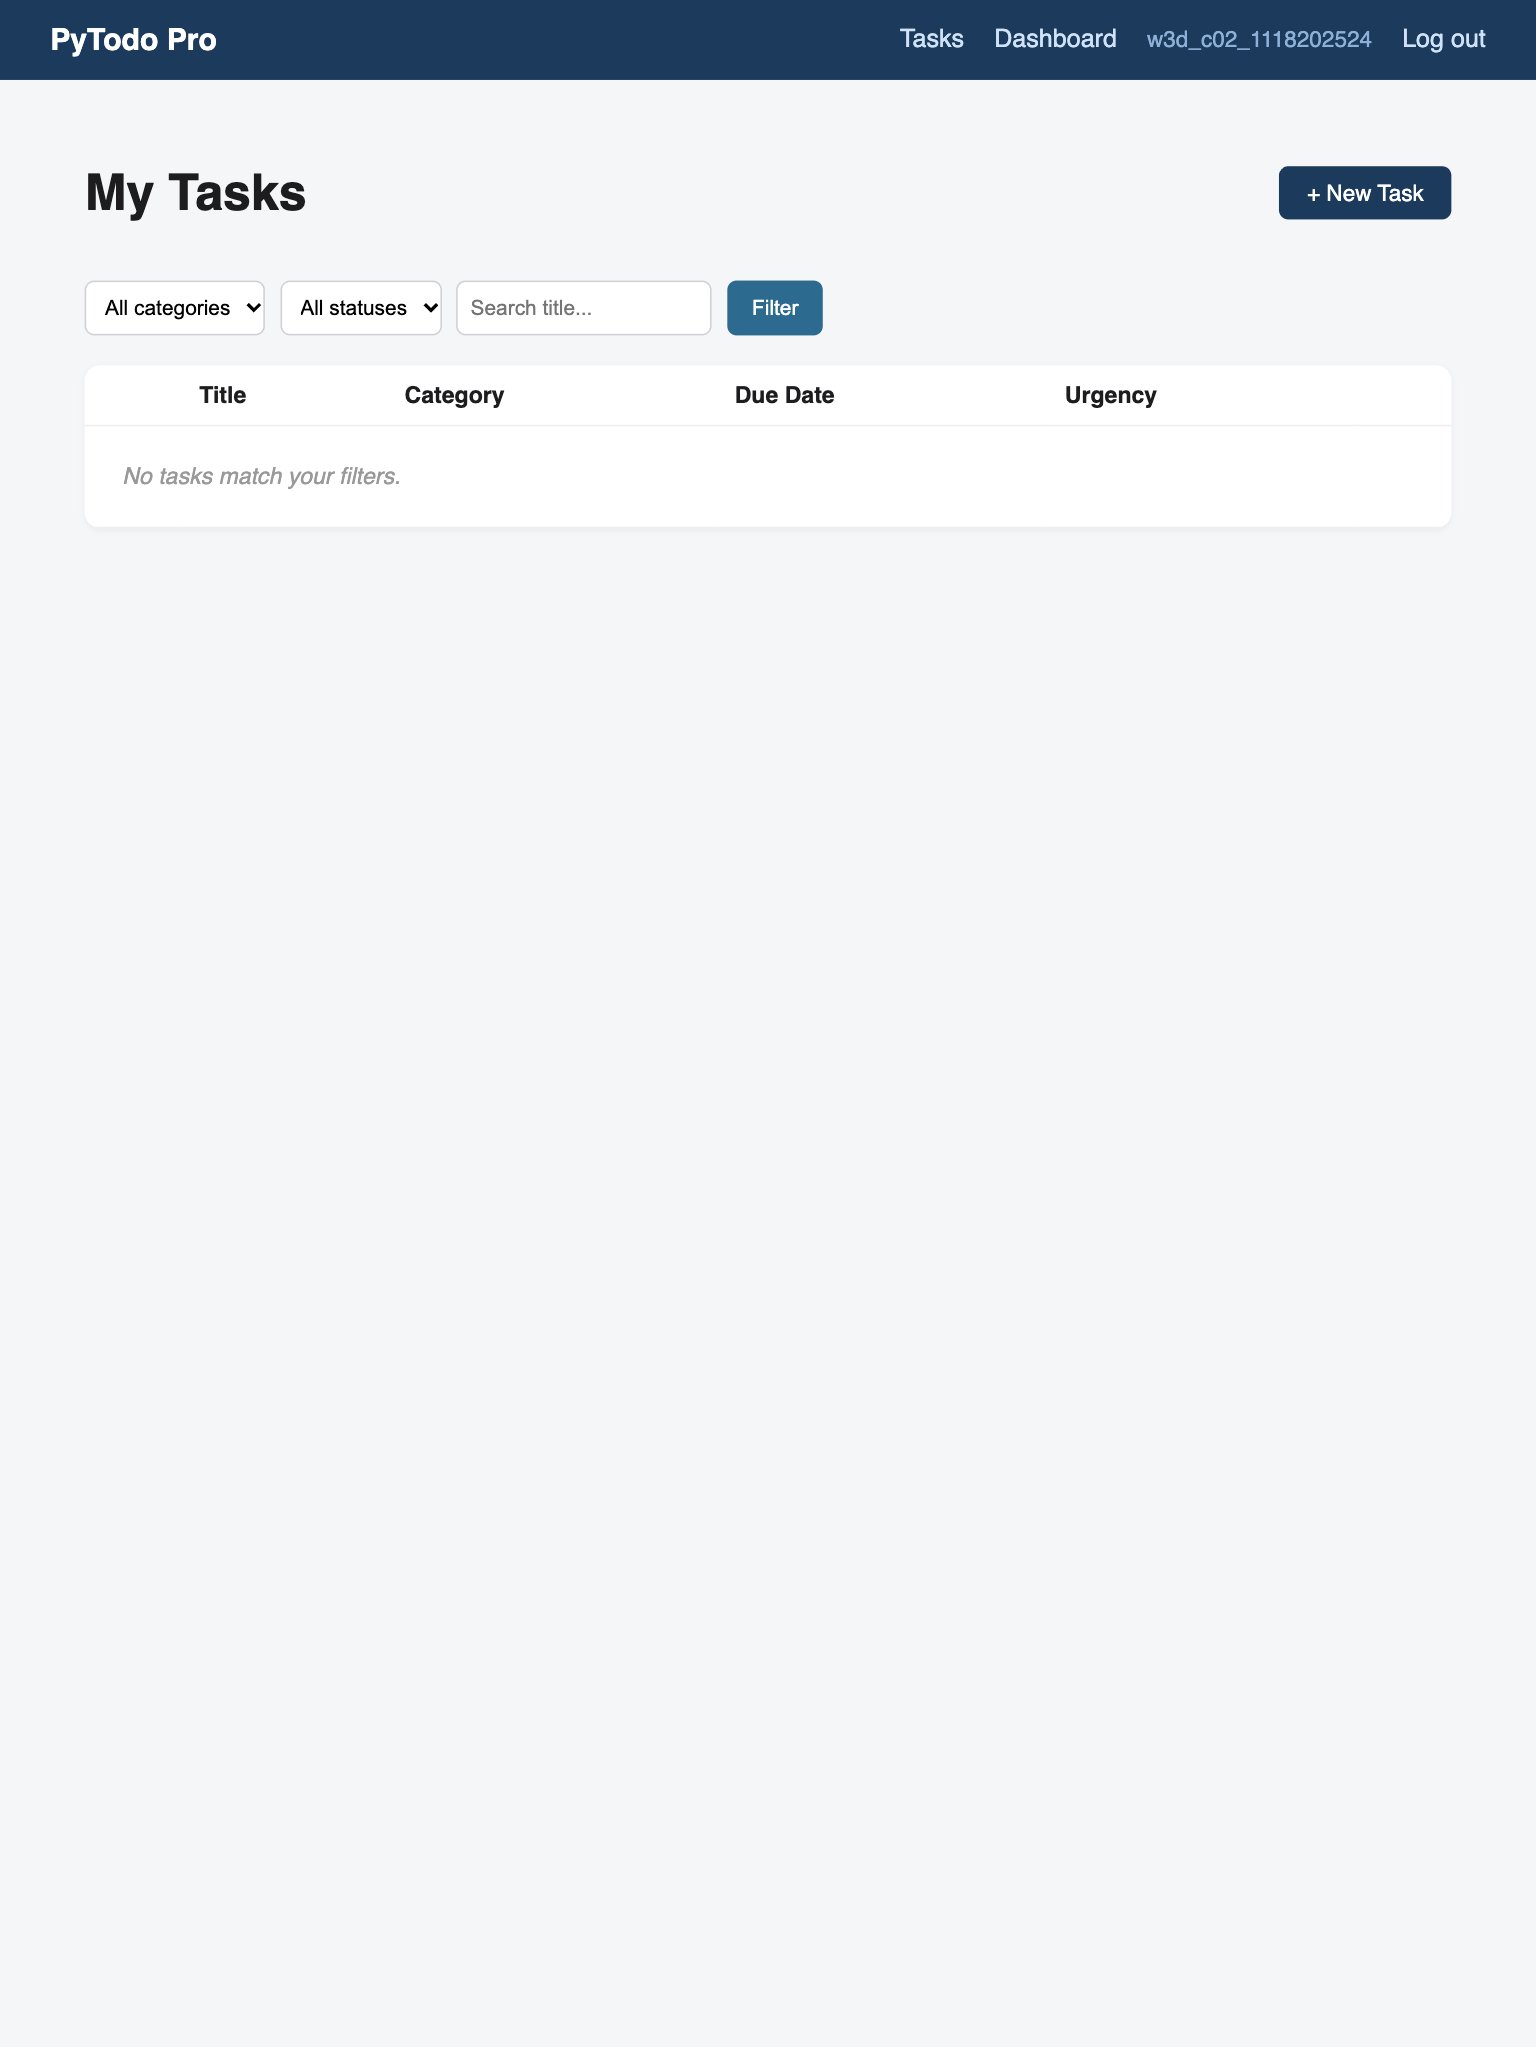 PyTodo Pro Tasks Dashboard w3d_c02_1118202524 Log out
My Tasks + New Task
All categories All statuses Search title... Filter
Title Category Due Date Urgency
No tasks match your filters.